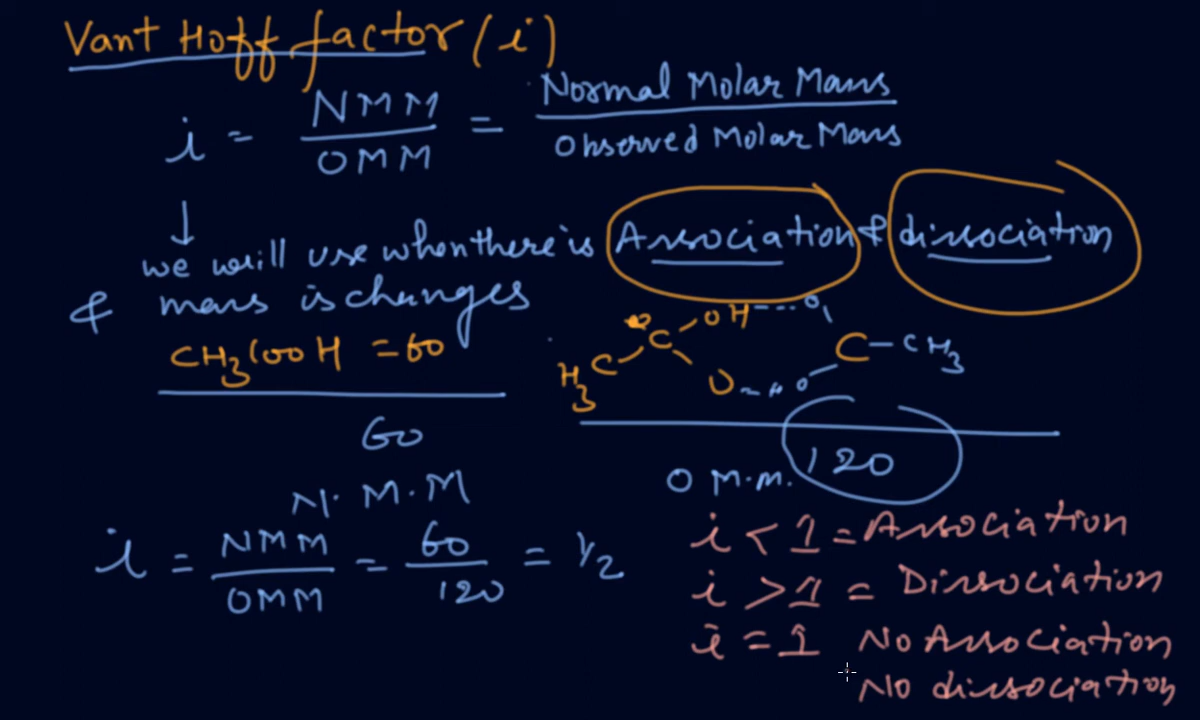 Vant Hoff factor (i)
i = NMM / OMM = Normal Molar Mass / Observed Molar Mass
↓
we will use when there is Association & dissociation
& mass is changes
CH3COOH = 60
60
N.M.M
H3C C OH ---- O C - CH3
O - H O
O M.m. 120
i = NMM / OMM = 60 / 120 = 1/2
i < 1 = Association
i > 1 = Dissociation
i = 1 No Association
No dissociation